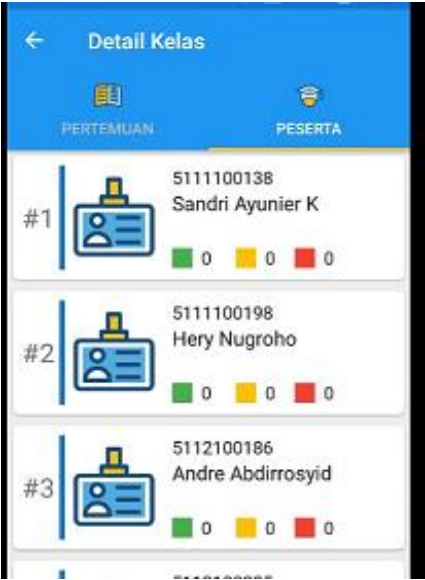 Detail Kelas
PERTEMUAN
PESERTA
#1
5111100138
Sandri Ayunier K
0 0 0
#2
5111100198
Hery Nugroho
0 0 0
#3
5112100186
Andre Abdirrosyid
0 0 0